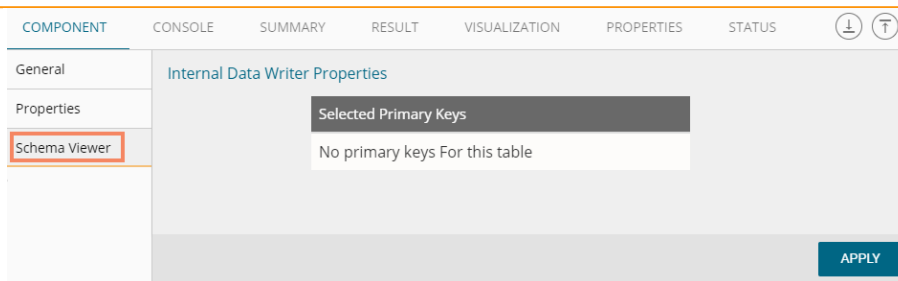 COMPONENT CONSOLE SUMMARY RESULT VISUALIZATION PROPERTIES STATUS
General
Properties
Schema Viewer
Internal Data Writer Properties
Selected Primary Keys
No primary keys For this table
APPLY